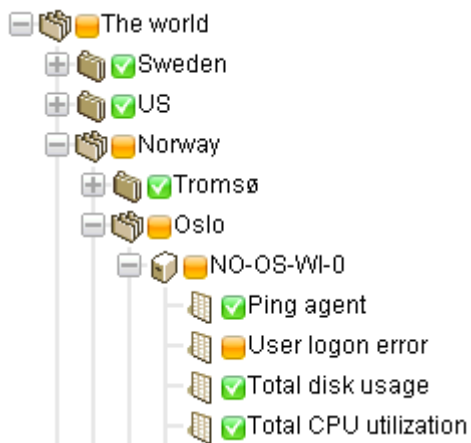 The world
Sweden
US
Norway
Tromsø
Oslo
NO-OS-WI-0
Ping agent
User logon error
Total disk usage
Total CPU utilization